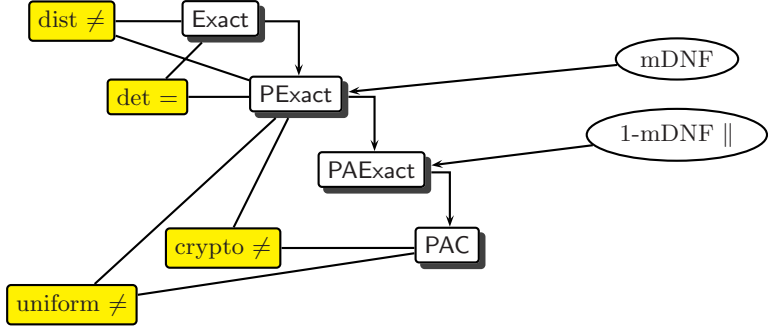 dist ≠
Exact
mDNF
det =
PExact
1-mDNF ∥
PAExact
crypto ≠
PAC
uniform ≠